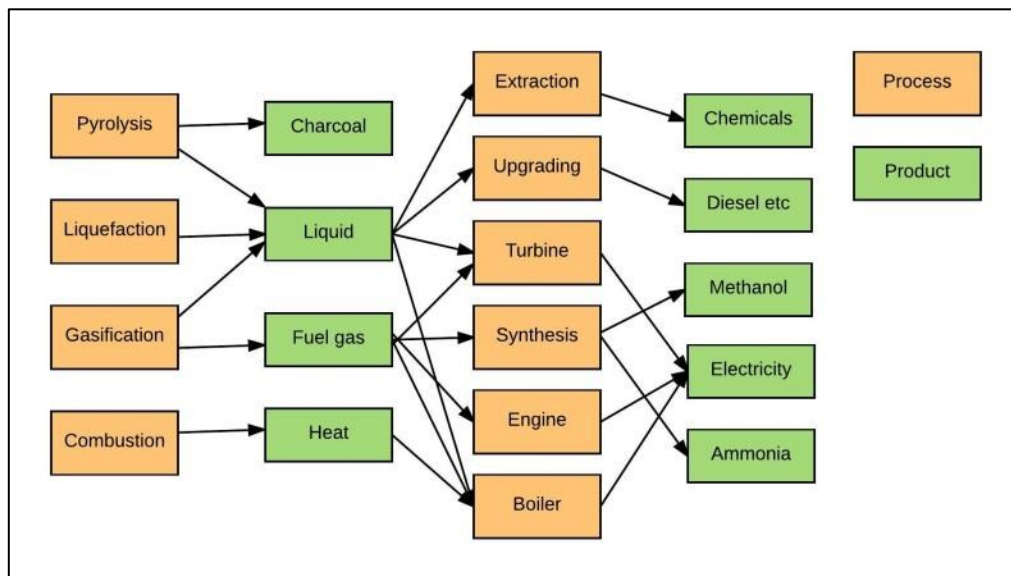 Pyrolysis
Liquefaction
Gasification
Combustion
Charcoal
Liquid
Fuel gas
Heat
Extraction
Upgrading
Turbine
Synthesis
Engine
Boiler
Chemicals
Diesel etc
Methanol
Electricity
Ammonia
Process
Product